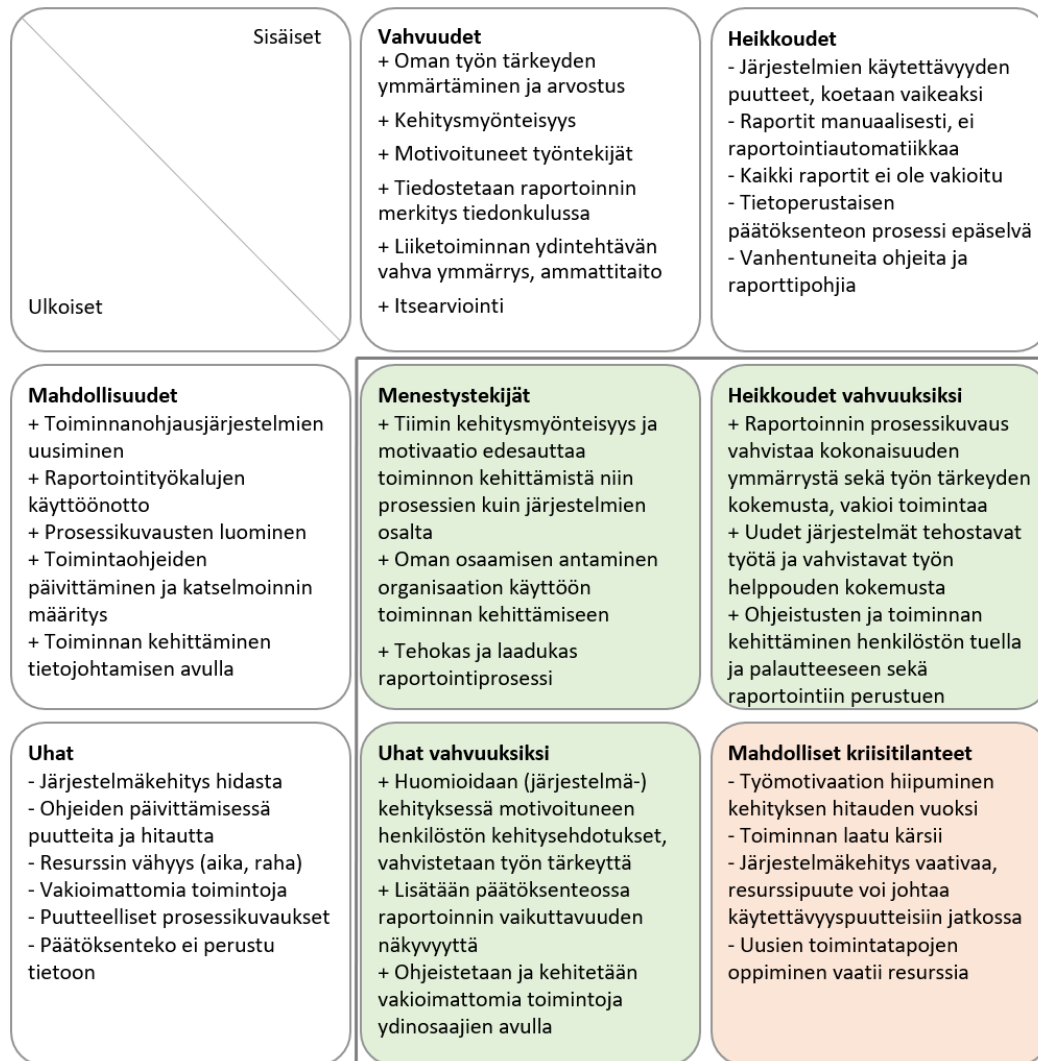 Sisäiset
Ulkoiset
Vahvuudet
+ Oman työn tärkeyden
ymmärtäminen ja arvostus
+ Kehitysmyönteisyys
+ Motivoituneet työntekijät
+ Tiedostetaan raportoinnin
merkitys tiedonkulussa
+ Liiketoiminnan ydintehtävän
vahva ymmärrys, ammattitaito
+ Itsearviointi
Heikkoudet
- Järjestelmien käytettävyyden
puutteet, koetaan vaikeaksi
- Raportit manuaalisesti, ei
raportointiautomatiikkaa
- Kaikki raportit ei ole vakioitu
- Tietoperustaisen
päätöksenteon prosessi epäselvä
- Vanhentuneita ohjeita ja
raporttipohjia
Mahdollisuudet
+ Toiminnanohjausjärjestelmien
uusiminen
+ Raportointityökalujen
käyttöönotto
+ Prosessikuvausten luominen
+ Toimintaohjeiden
päivittäminen ja katselmoinnin
määritys
+ Toiminnan kehittäminen
tietojohtamisen avulla
Menestystekijät
+ Tiimin kehitysmyönteisyys ja
motivaatio edesauttaa
toiminnon kehittämistä niin
prosessien kuin järjestelmien
osalta
+ Oman osaamisen antaminen
organisaation käyttöön
toiminnan kehittämiseen
+ Tehokas ja laadukas
raportointiprosessi
Heikkoudet vahvuuksiksi
+ Raportoinnin prosessikuvaus
vahvistaa kokonaisuuden
ymmärrystä sekä työn tärkeyden
kokemusta, vakioi toimintaa
+ Uudet järjestelmät tehostavat
työtä ja vahvistavat työn
helppouden kokemusta
+ Ohjeistusten ja toiminnan
kehittäminen henkilöstön tuella
ja palautteeseen sekä
raportointiin perustuen
Uhat
- Järjestelmäkehitys hidasta
- Ohjeiden päivittämisessä
puutteita ja hitautta
- Resurssin vähyys (aika, raha)
- Vakioimattomia toimintoja
- Puutteelliset prosessikuvaukset
- Päätöksenteko ei perustu
tietoon
Uhat vahvuuksiksi
+ Huomioidaan (järjestelmä-)
kehityksessä motivoituneen
henkilöstön kehitysehdotukset,
vahvistetaan työn tärkeyttä
+ Lisätään päätöksenteossa
raportoinnin vaikuttavuuden
näkyvyyttä
+ Ohjeistetaan ja kehitetään
vakioimattomia toimintoja
ydinosaajien avulla
Mahdolliset kriisitilanteet
- Työmotivaation hiipuminen
kehityksen hitauden vuoksi
- Toiminnan laatu kärsii
- Järjestelmäkehitys vaativaa,
resurssipuute voi johtaa
käytettävyyspuutteisiin jatkossa
- Uusien toimintatapojen
oppiminen vaatii resurssia